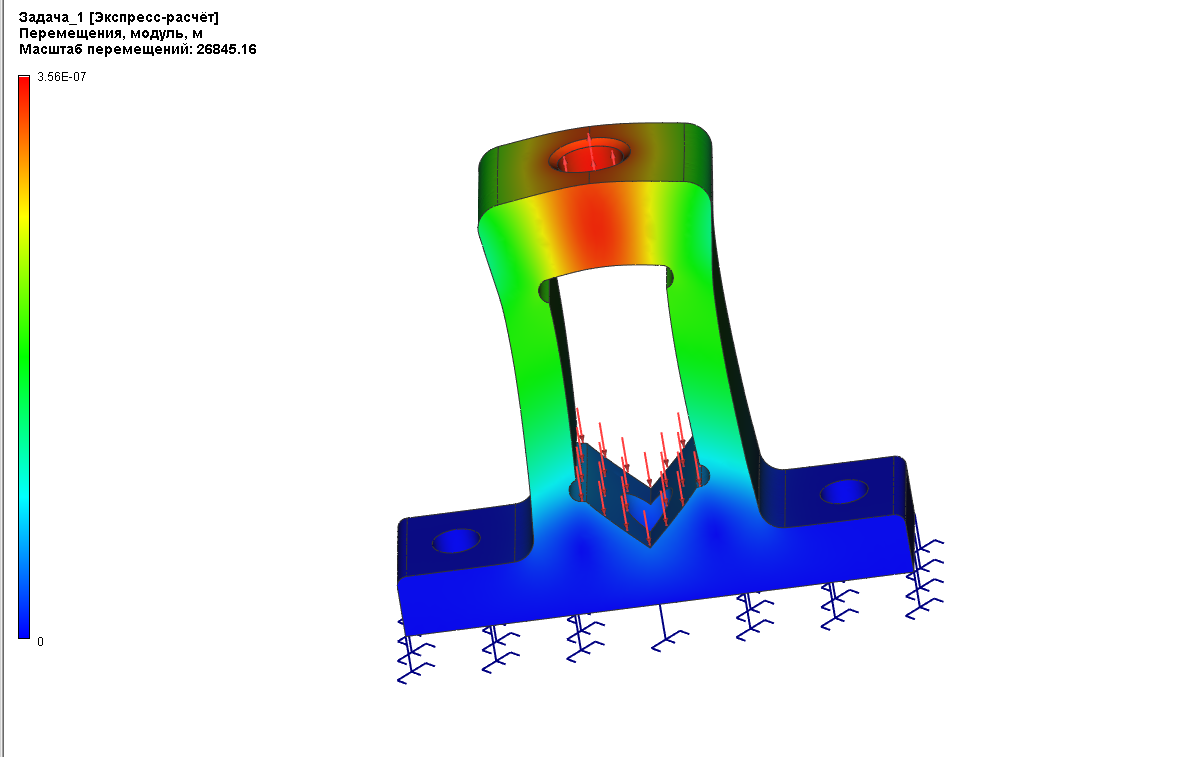 Задача_1 [Экспресс-расчёт]
Перемещения, модуль, м
Масштаб перемещений: 26845.16
3.56E-07
0